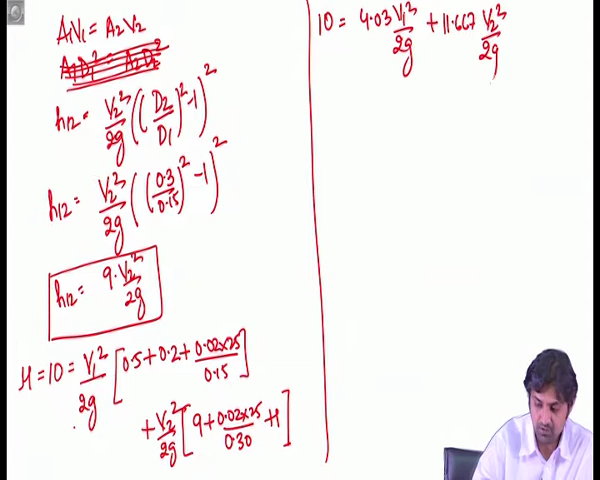 A₁V₁ = A₂V₂
A₁D₁² = A₂D₂²
h₁₂ = V₂²/2g ((D₂/D₁)² - 1)²
h₁₂ = V₂²/2g ((0.3/0.15)² - 1)²
h₁₂ = 9. V₂²/2g
H = 10 = V₁²/2g [0.5 + 0.2 + 0.02×25/0.15]
+ V₂²/2g [9 + 0.02×25/0.30 + 1]
10 = 4.03 V₁²/2g + 11.667 V₂²/2g